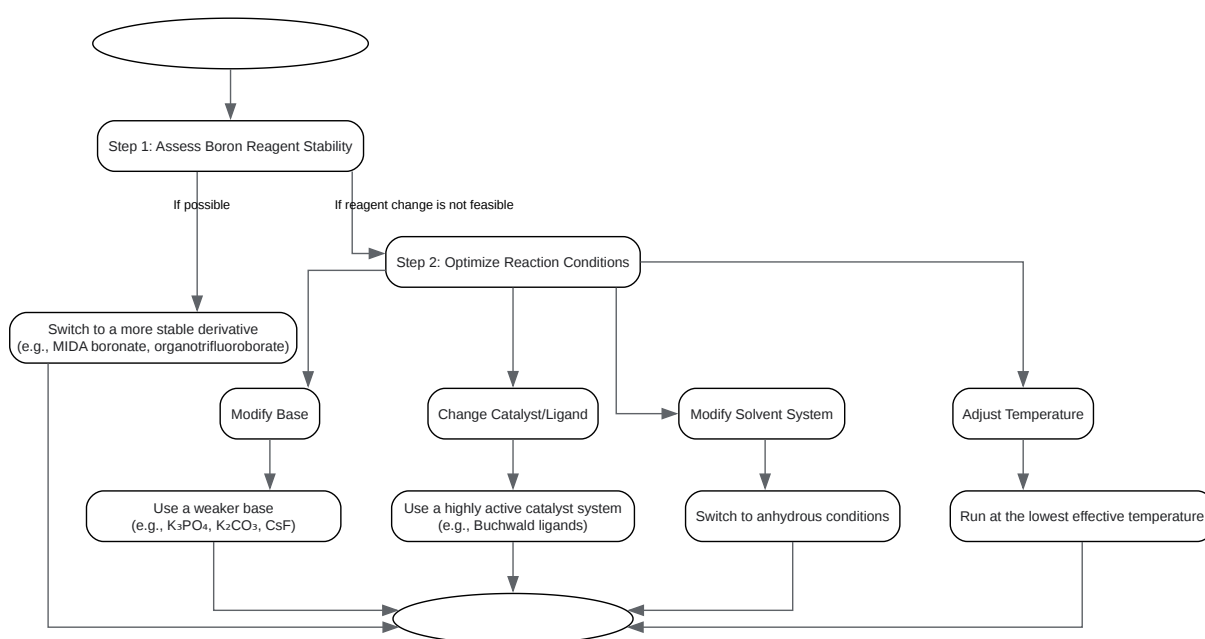 Step 1: Assess Boron Reagent Stability
If possible
If reagent change is not feasible
Step 2: Optimize Reaction Conditions
Switch to a more stable derivative
(e.g., MIDA boronate, organotrifluoroborate)
Modify Base
Change Catalyst/Ligand
Modify Solvent System
Adjust Temperature
Use a weaker base
(e.g., K₃PO₄, K₂CO₃, CsF)
Use a highly active catalyst system
(e.g., Buchwald ligands)
Switch to anhydrous conditions
Run at the lowest effective temperature